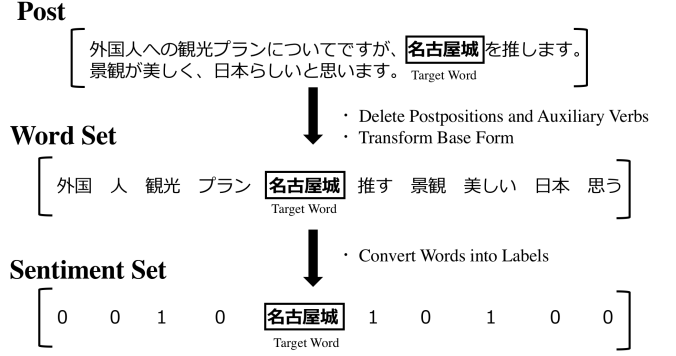 Post
外国人への観光プランについてですが、名古屋城を推します。
景観が美しく、日本らしいと思います。 Target Word
・ Delete Postpositions and Auxiliary Verbs
・ Transform Base Form
Word Set
外国 人 観光 プラン 名古屋城 推す 景観 美しい 日本 思う
Target Word
・ Convert Words into Labels
Sentiment Set
0 0 1 0 名古屋城 1 0 1 0 0
Target Word